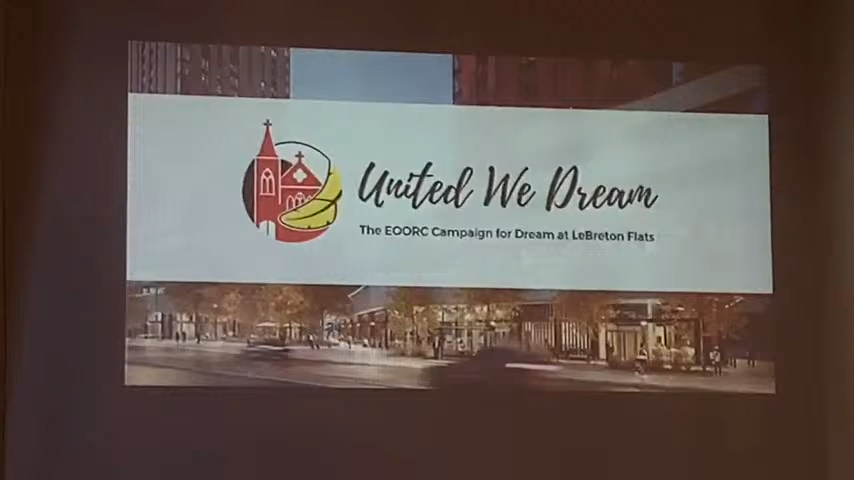 United We Dream
The EOORC Campaign for Dream at LeBreton Flats